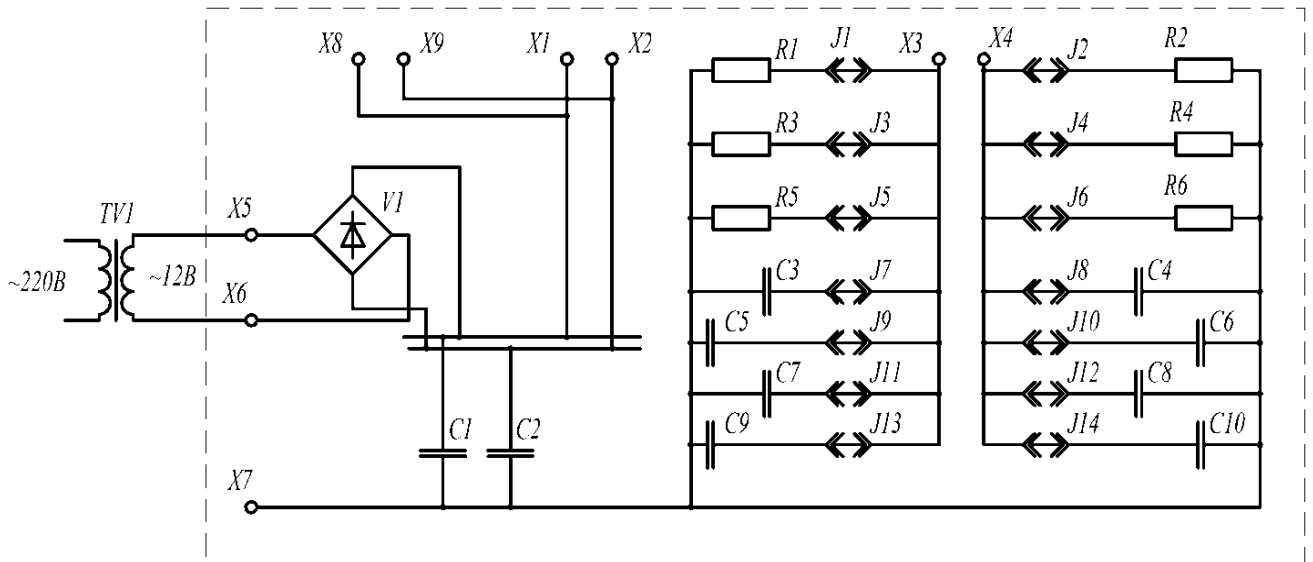 X8 X9 X1 X2 R1 J1 X3 X4 J2 R2
R3 J3 J4 R4
TV1 X5 V1 R5 J5 J6 R6
~220В ~12В X6 C3 J7 J8 C4
C5 J9 J10 C6
C7 J11 J12 C8
C1 C2 C9 J13 J14 C10
X7